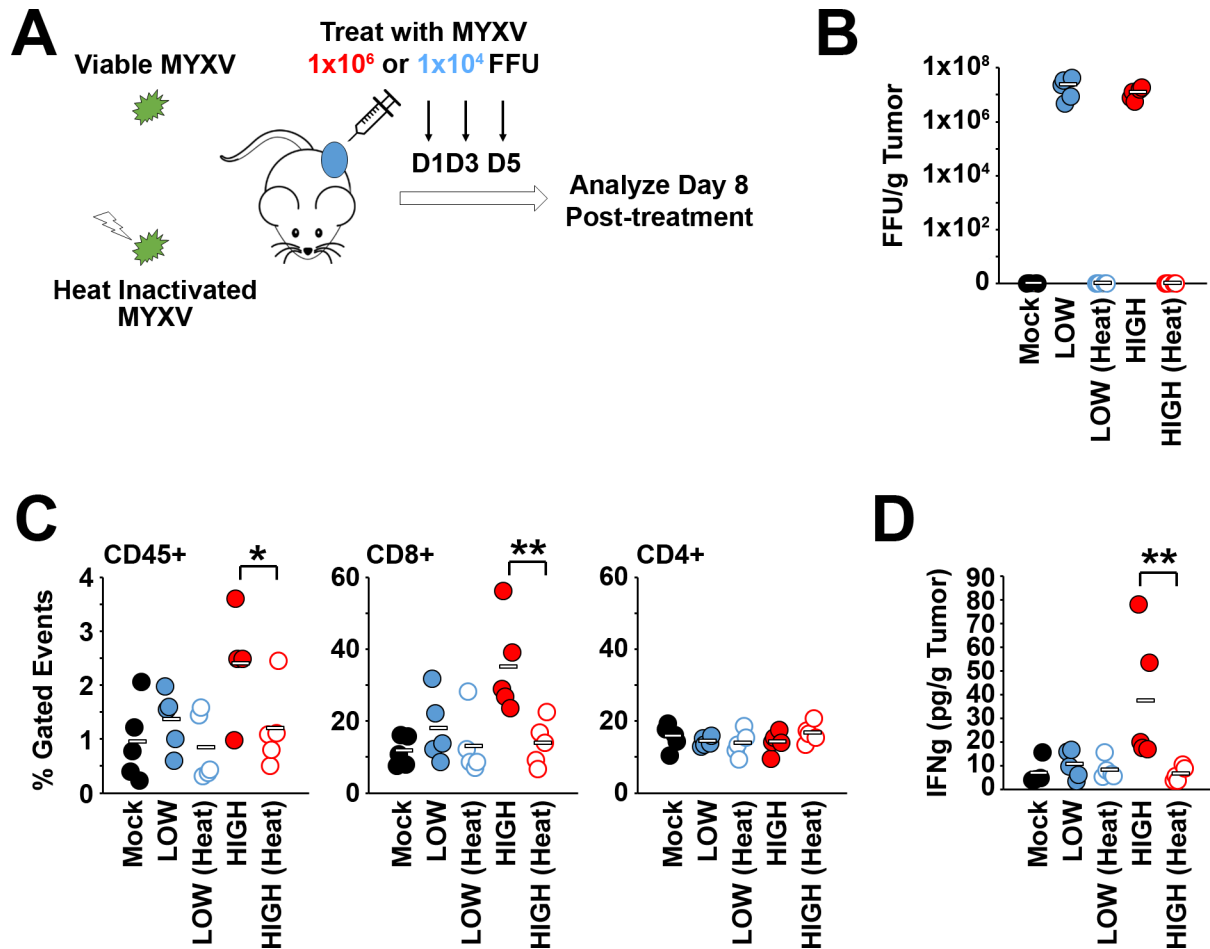 A
Viable MYXV
Heat Inactivated
MYXV
Treat with MYXV
1x10⁶ or 1x10⁴ FFU
D1 D3 D5
Analyze Day 8
Post-treatment
B
FFU/g Tumor
1x10⁸
1x10⁶
1x10⁴
1x10²
0
Mock
LOW
LOW (Heat)
HIGH
HIGH (Heat)
C
% Gated Events
CD45+
*
4
3
2
1
0
Mock
LOW
LOW (Heat)
HIGH
HIGH (Heat)
CD8+
**
60
40
20
0
Mock
LOW
LOW (Heat)
HIGH
HIGH (Heat)
CD4+
60
40
20
0
Mock
LOW
LOW (Heat)
HIGH
HIGH (Heat)
D
IFNg (pg/g Tumor)
**
90
80
70
60
50
40
30
20
10
0
Mock
LOW
LOW (Heat)
HIGH
HIGH (Heat)